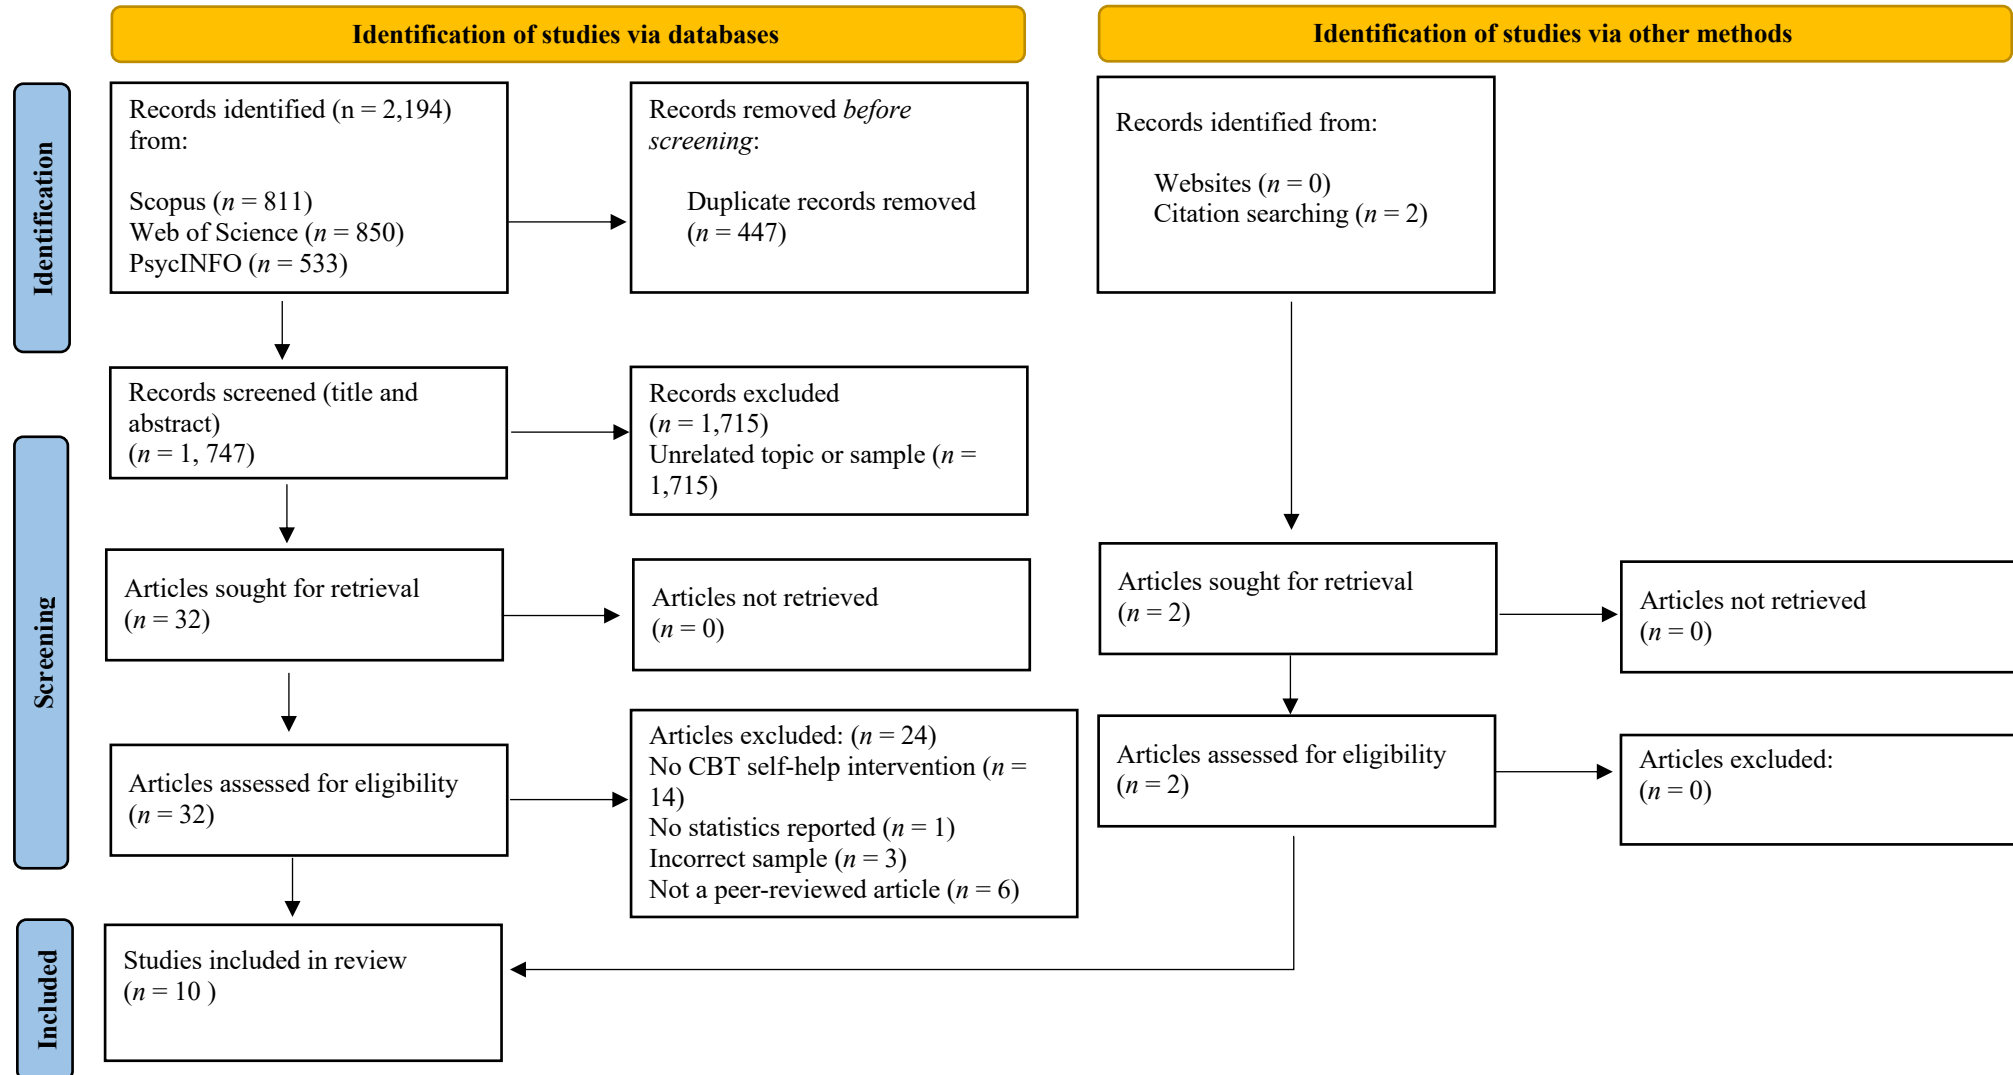 Identification of studies via databases
Identification of studies via other methods
Identification
Records identified (n = 2,194)
from:
Scopus (n = 811)
Web of Science (n = 850)
PsycINFO (n = 533)
Records removed before
screening:
Duplicate records removed
(n = 447)
Records identified from:
Websites (n = 0)
Citation searching (n = 2)
Screening
Records screened (title and
abstract)
(n = 1, 747)
Records excluded
(n = 1,715)
Unrelated topic or sample (n =
1,715)
Articles sought for retrieval
(n = 32)
Articles not retrieved
(n = 0)
Articles sought for retrieval
(n = 2)
Articles not retrieved
(n = 0)
Articles assessed for eligibility
(n = 32)
Articles excluded: (n = 24)
No CBT self-help intervention (n =
14)
No statistics reported (n = 1)
Incorrect sample (n = 3)
Not a peer-reviewed article (n = 6)
Articles assessed for eligibility
(n = 2)
Articles excluded:
(n = 0)
Included
Studies included in review
(n = 10 )